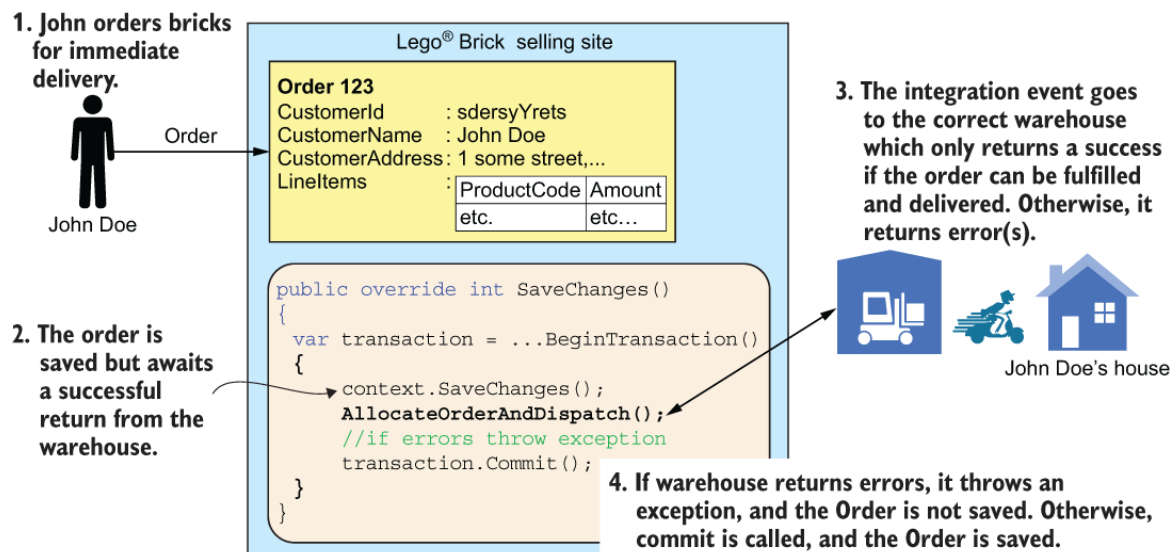 1. John orders bricks
for immediate
delivery.
Order
John Doe
Lego® Brick selling site
Order 123
CustomerId : sdersyYrets
CustomerName : John Doe
CustomerAddress : 1 some street,...
LineItems :
ProductCode Amount
etc. etc...
2. The order is
saved but awaits
a successful
return from the
warehouse.
public override int SaveChanges()
{
var transaction = ...BeginTransaction()
{
context.SaveChanges();
AllocateOrderAndDispatch();
//if errors throw exception
transaction.Commit();
}
}
3. The integration event goes
to the correct warehouse
which only returns a success
if the order can be fulfilled
and delivered. Otherwise, it
returns error(s).
John Doe's house
4. If warehouse returns errors, it throws an
exception, and the Order is not saved. Otherwise,
commit is called, and the Order is saved.